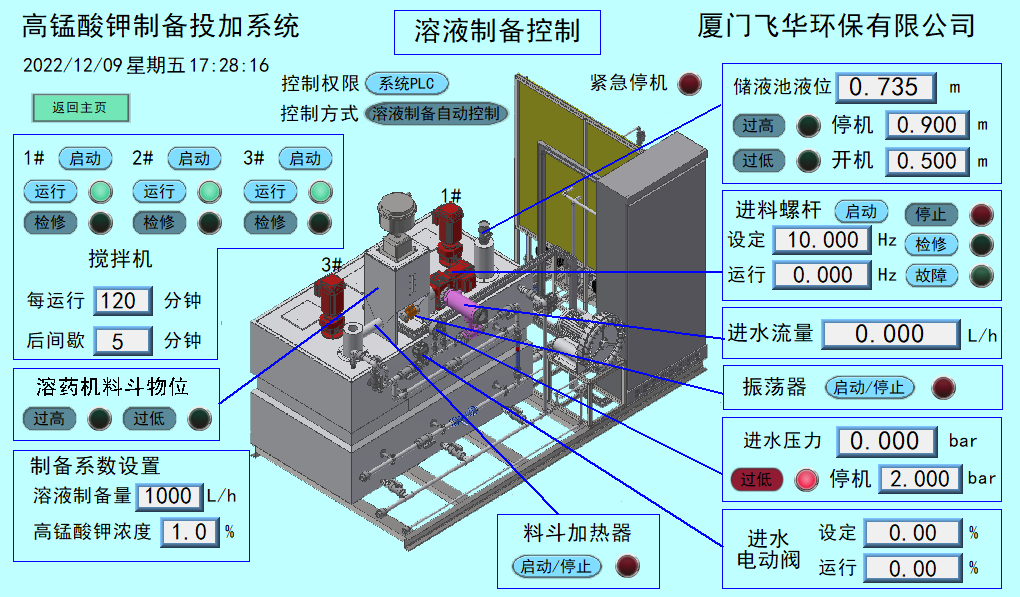 高锰酸钾制备投加系统
溶液制备控制
厦门飞华环保有限公司
2022/12/09 星期五 17:28:16
返回主页
控制权限 系统PLC
控制方式 溶液制备自动控制
紧急停机
1# 启动 2# 启动 3# 启动
运行 运行 运行
检修 检修 检修
搅拌机
每运行 120 分钟
后间歇 5 分钟
溶药机料斗物位
过高 过低
制备系数设置
溶液制备量 1000 L/h
高锰酸钾浓度 1.0 %
1#
3#
储液池液位 0.735 m
过高 停机 0.900 m
过低 开机 0.500 m
进料螺杆 启动 停止
设定 10.000 Hz 检修
运行 0.000 Hz 故障
进水流量 0.000 L/h
振荡器 启动/停止
进水压力 0.000 bar
过低 停机 2.000 bar
进水
电动阀
设定 0.00 %
运行 0.00 %
料斗加热器
启动/停止